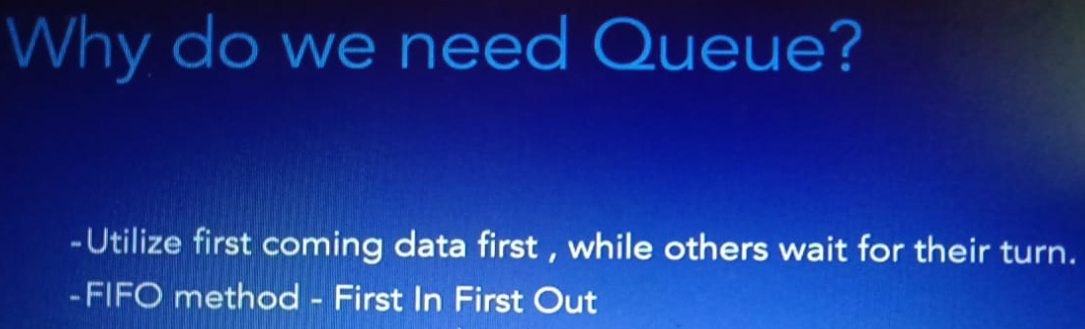 Why do we need Queue?
-Utilize first coming data first , while others wait for their turn.
-FIFO method - First In First Out